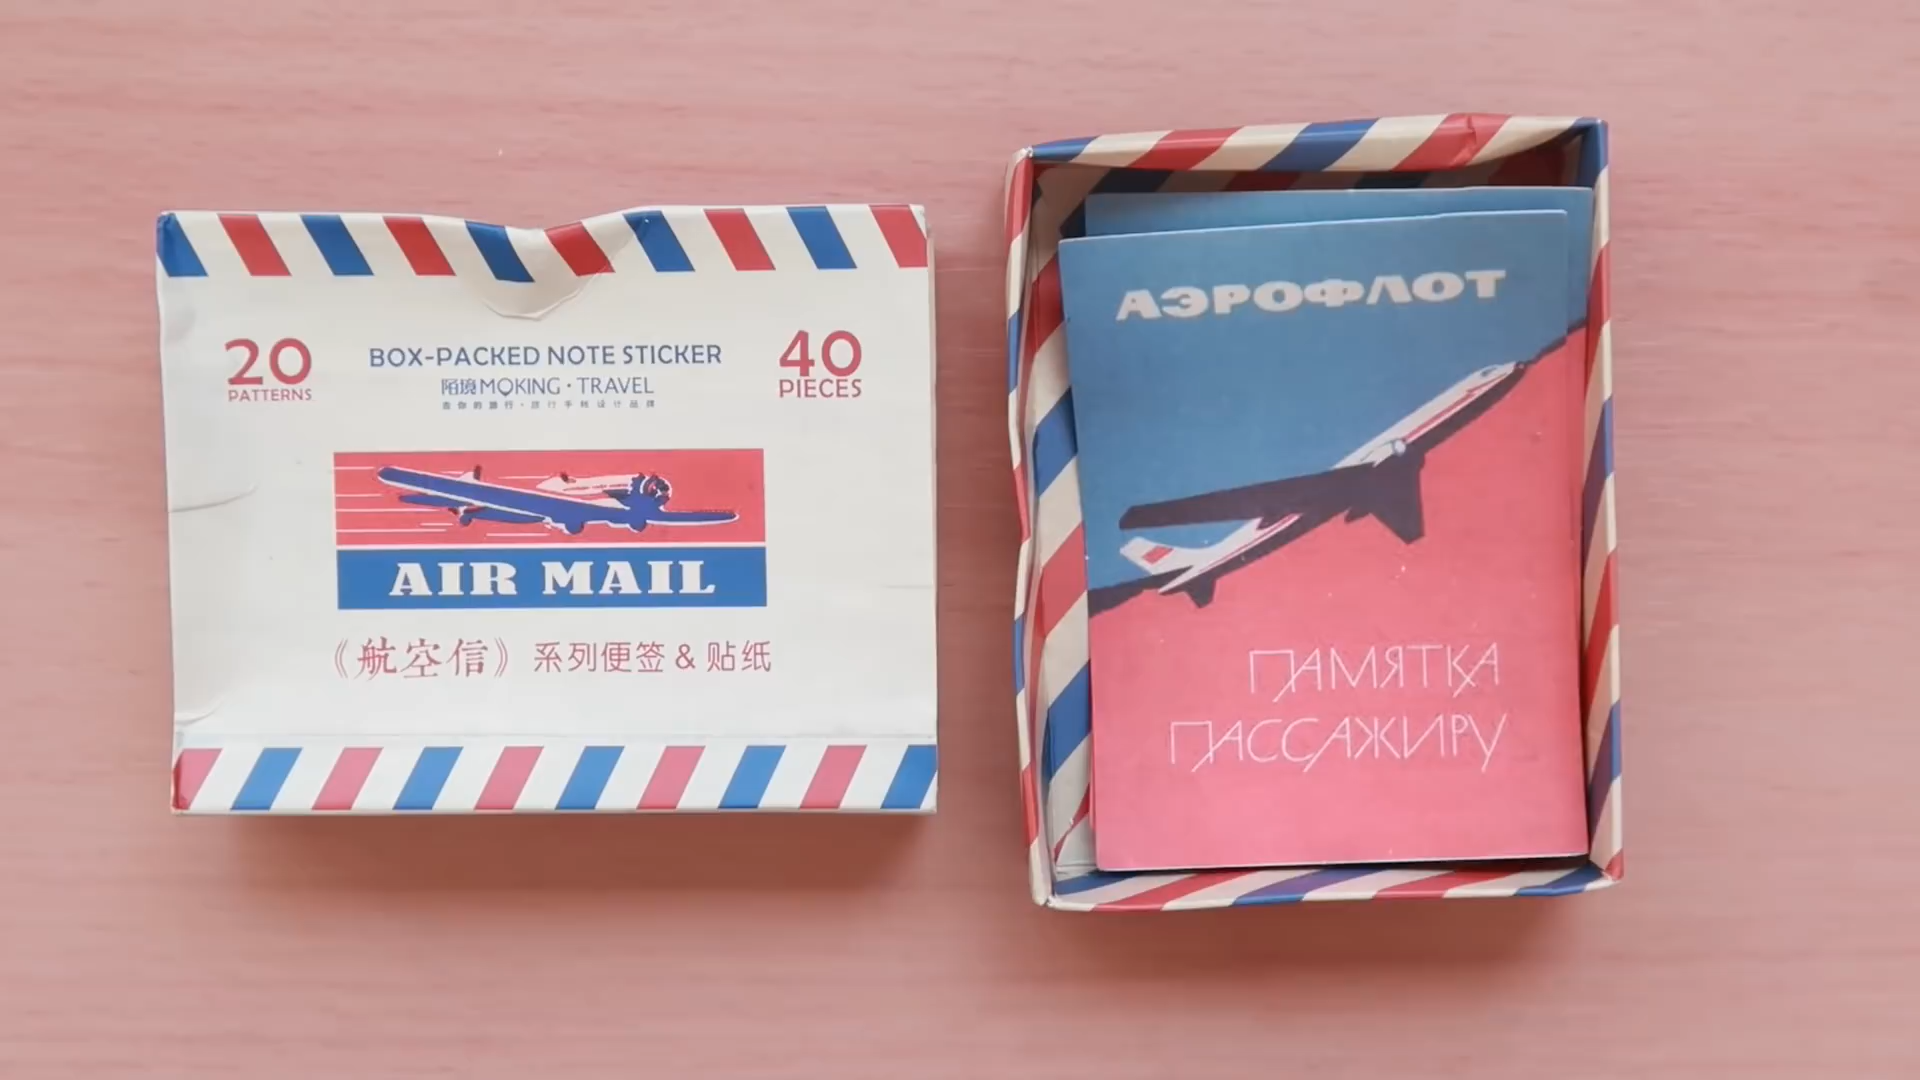 20
PATTERNS
BOX-PACKED NOTE STICKER
陌境MOKING·TRAVEL
40
PIECES
AIR MAIL
《航空信》系列便签&贴纸
АЭРОФЛОТ
ПАМЯТКА
ПАССАЖИРУ